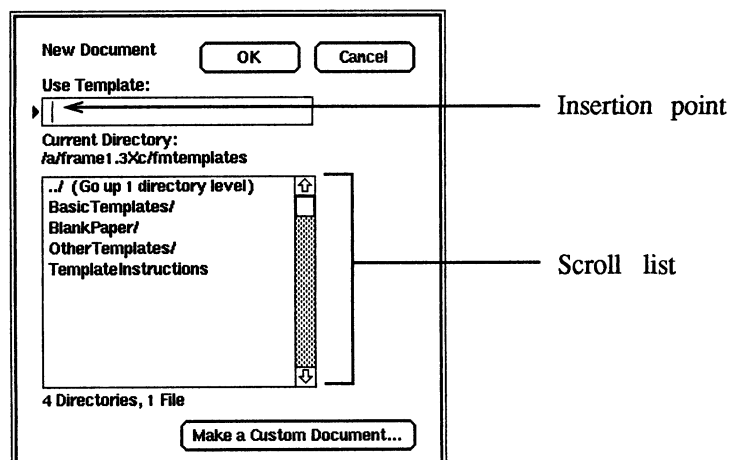 New Document OK Cancel
Use Template:
Insertion point
Current Directory:
/a/frame1.3Xc/fmtemplates
../ (Go up 1 directory level)
BasicTemplates/
BlankPaper/
OtherTemplates/
TemplateInstructions
Scroll list
4 Directories, 1 File
Make a Custom Document...